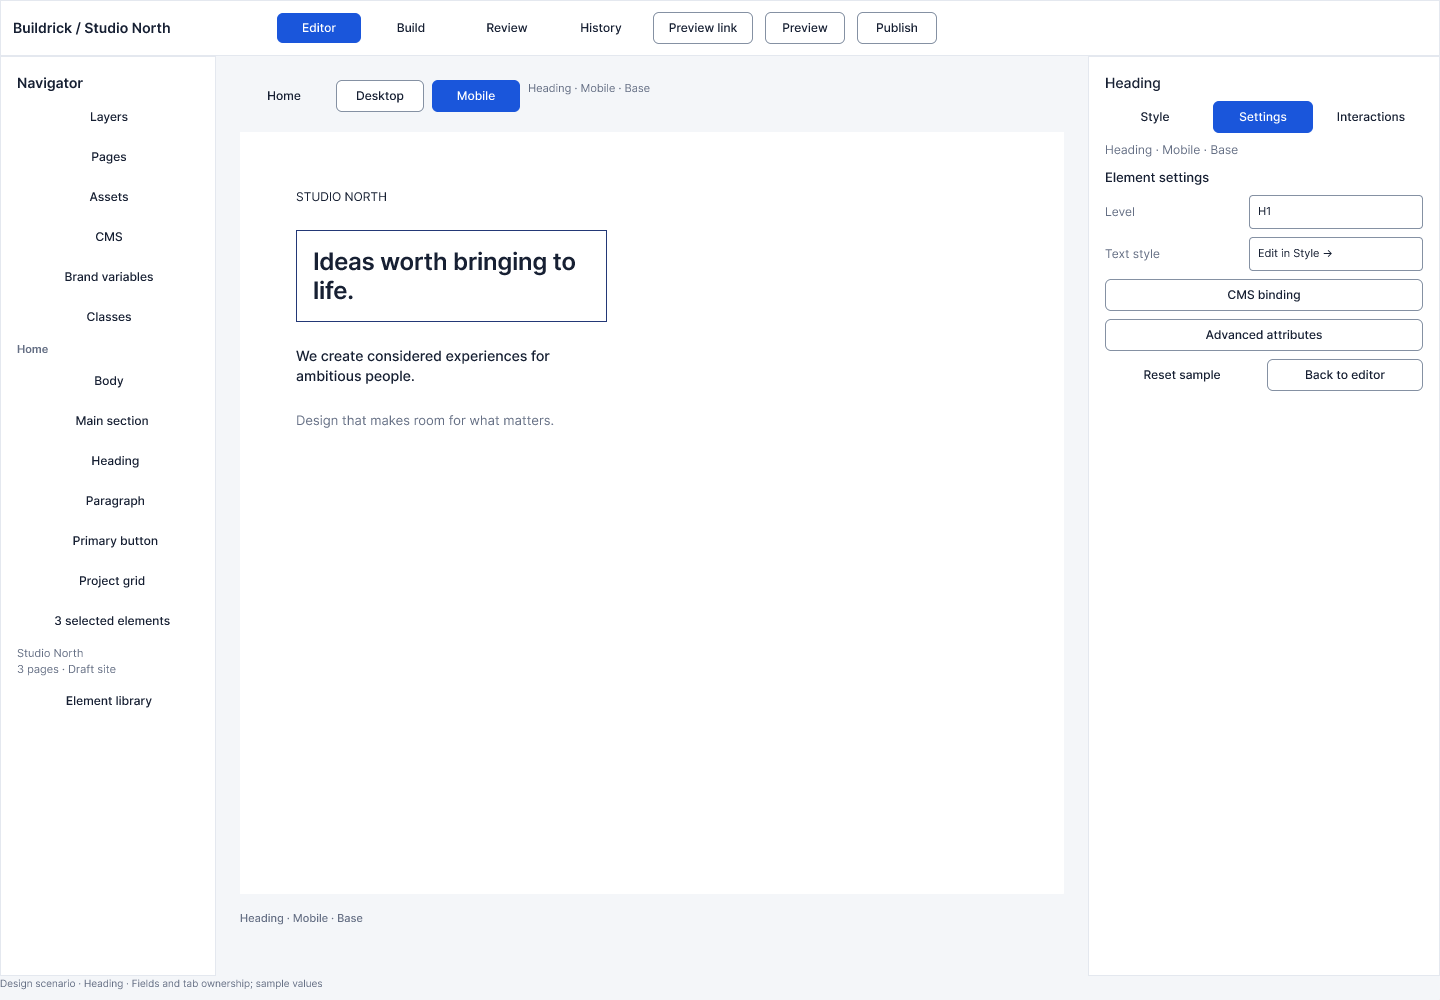 Buildrick / Studio North
Editor
Build
Review
History
Preview link
Preview
Publish
Navigator
Layers
Pages
Assets
CMS
Brand variables
Classes
Home
Body
Main section
Heading
Paragraph
Primary button
Project grid
3 selected elements
Studio North
3 pages · Draft site
Element library
Home
Desktop
Mobile
Heading · Mobile · Base
STUDIO NORTH
Ideas worth bringing to
life.
We create considered experiences for
ambitious people.
Design that makes room for what matters.
Heading · Mobile · Base
Heading
Style
Settings
Interactions
Heading · Mobile · Base
Element settings
Level
H1
Text style
Edit in Style →
CMS binding
Advanced attributes
Reset sample
Back to editor
Design scenario · Heading · Fields and tab ownership; sample values